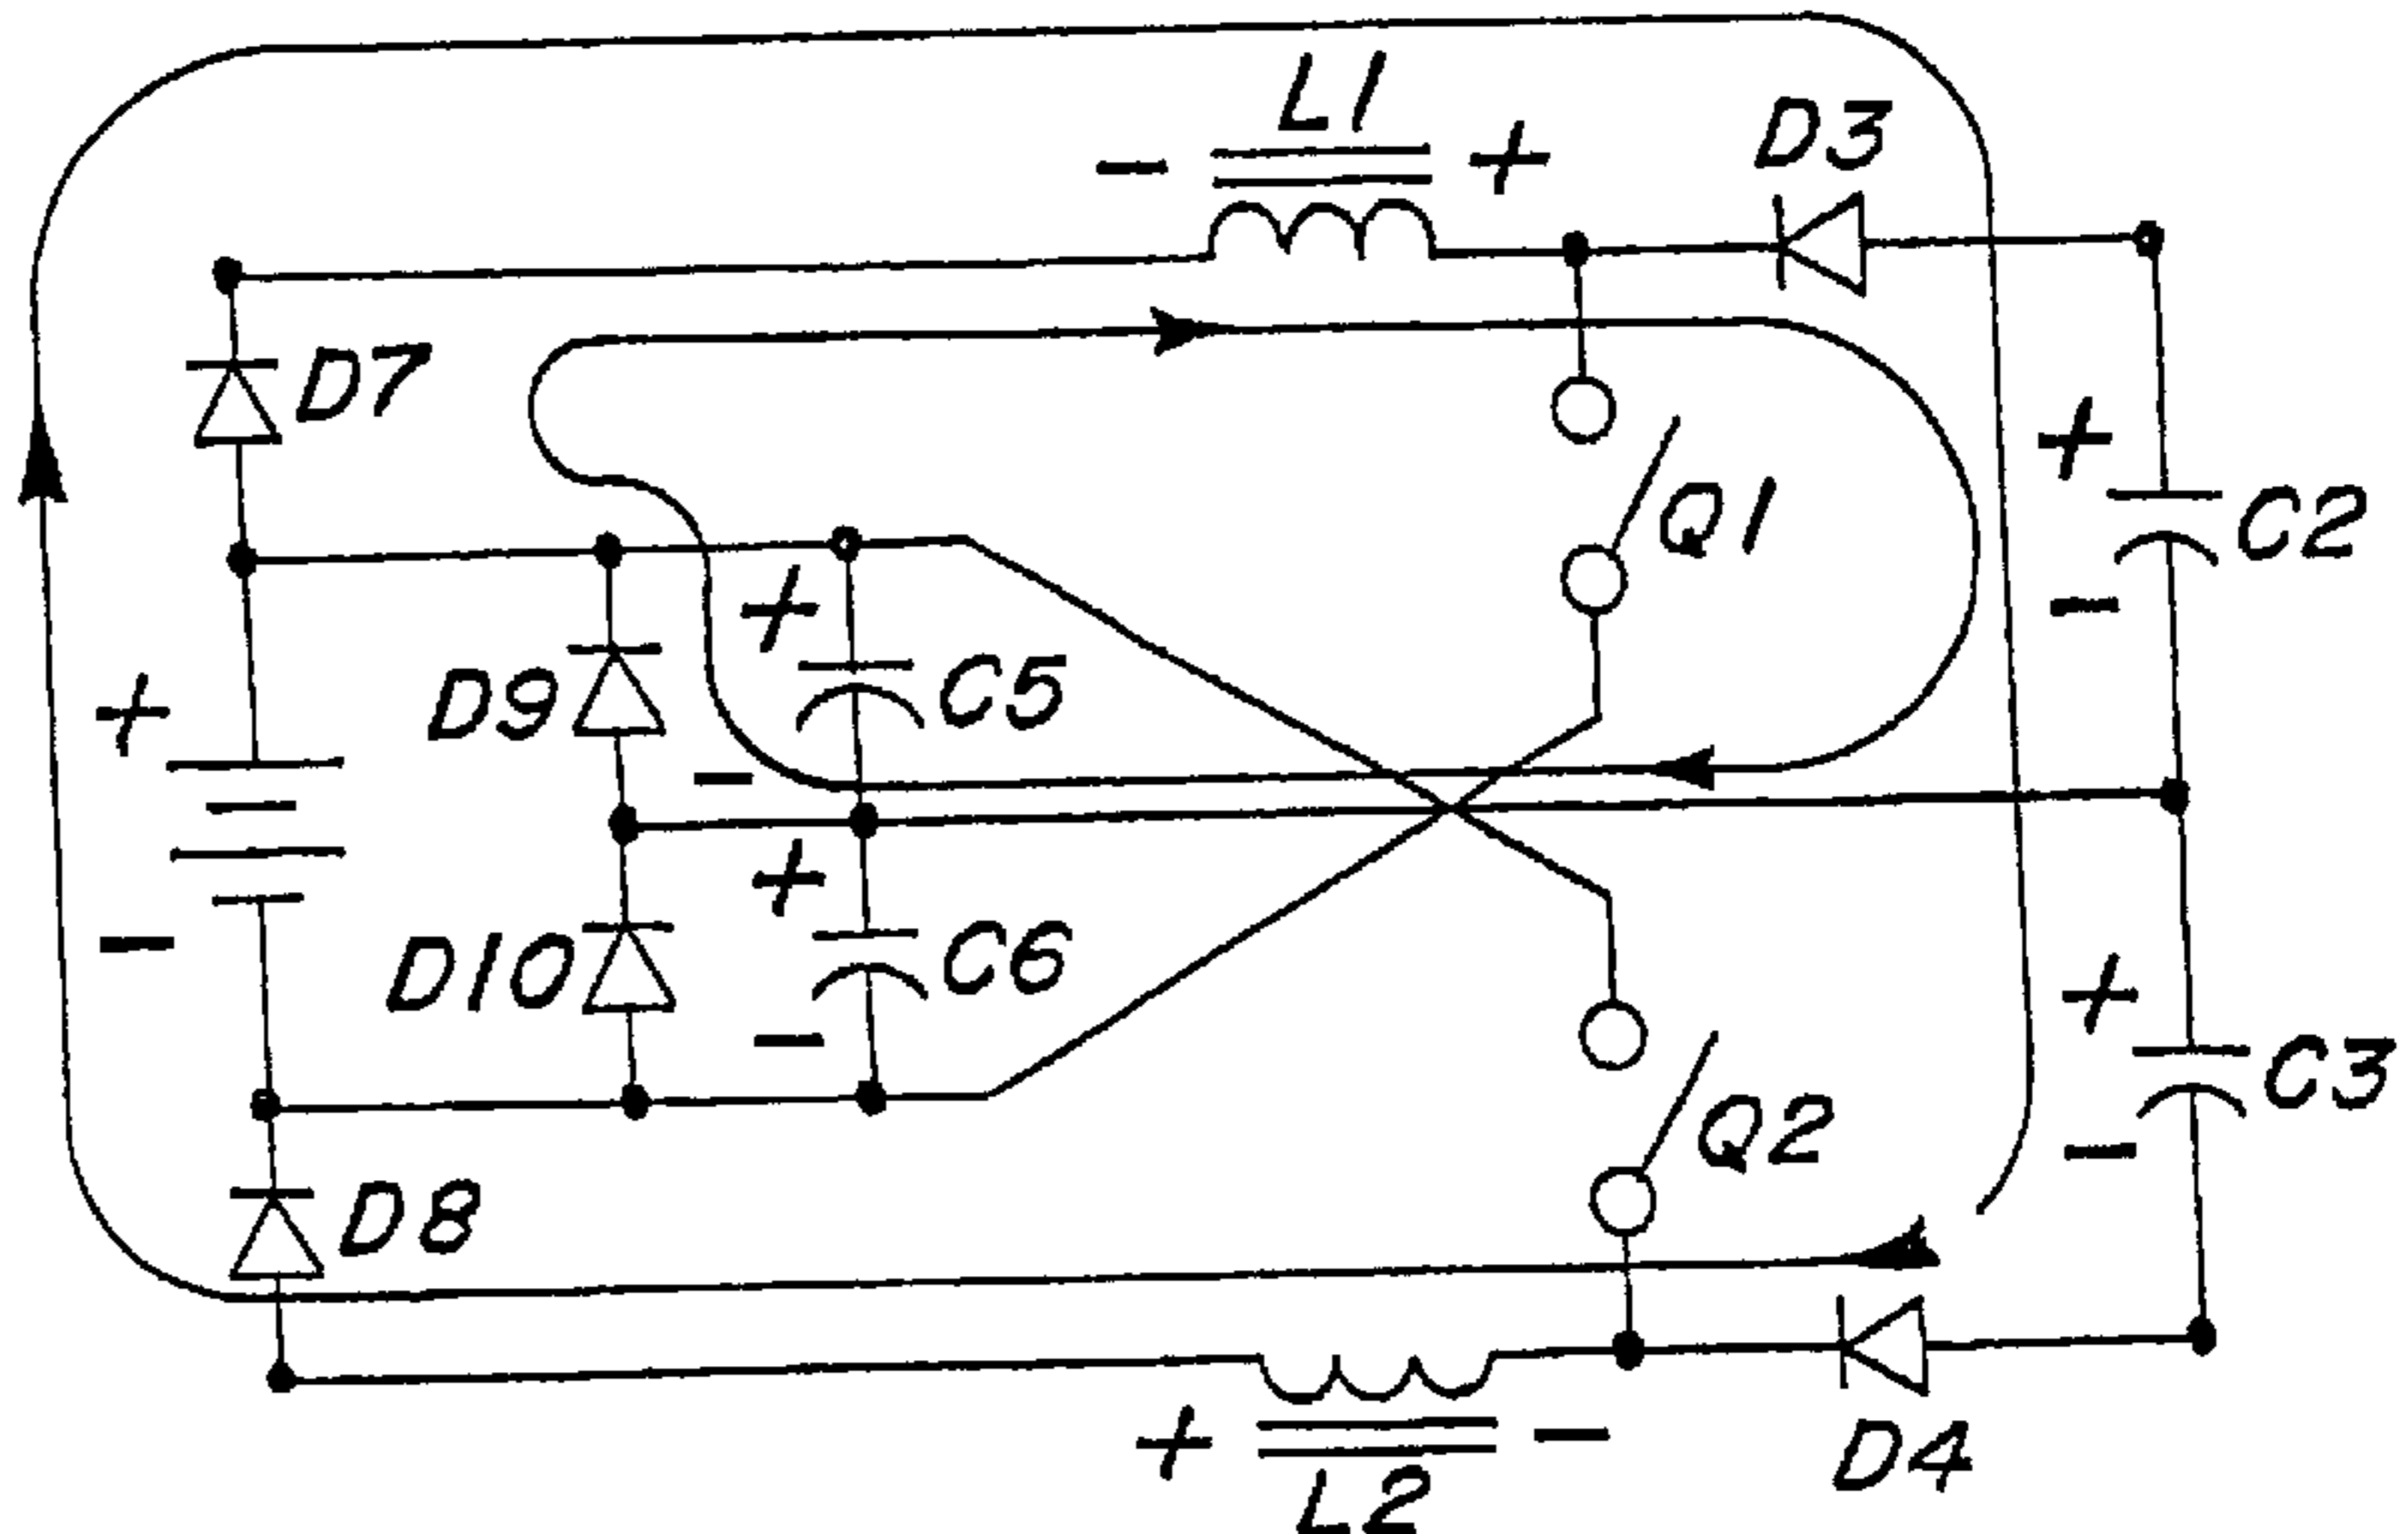 L1
- +
D3
D7
+
Q1
C2
-
+
C5
D9
+
-
+
C6
D10
-
-
+
C3
Q2
-
D8
+ -
D4
L2